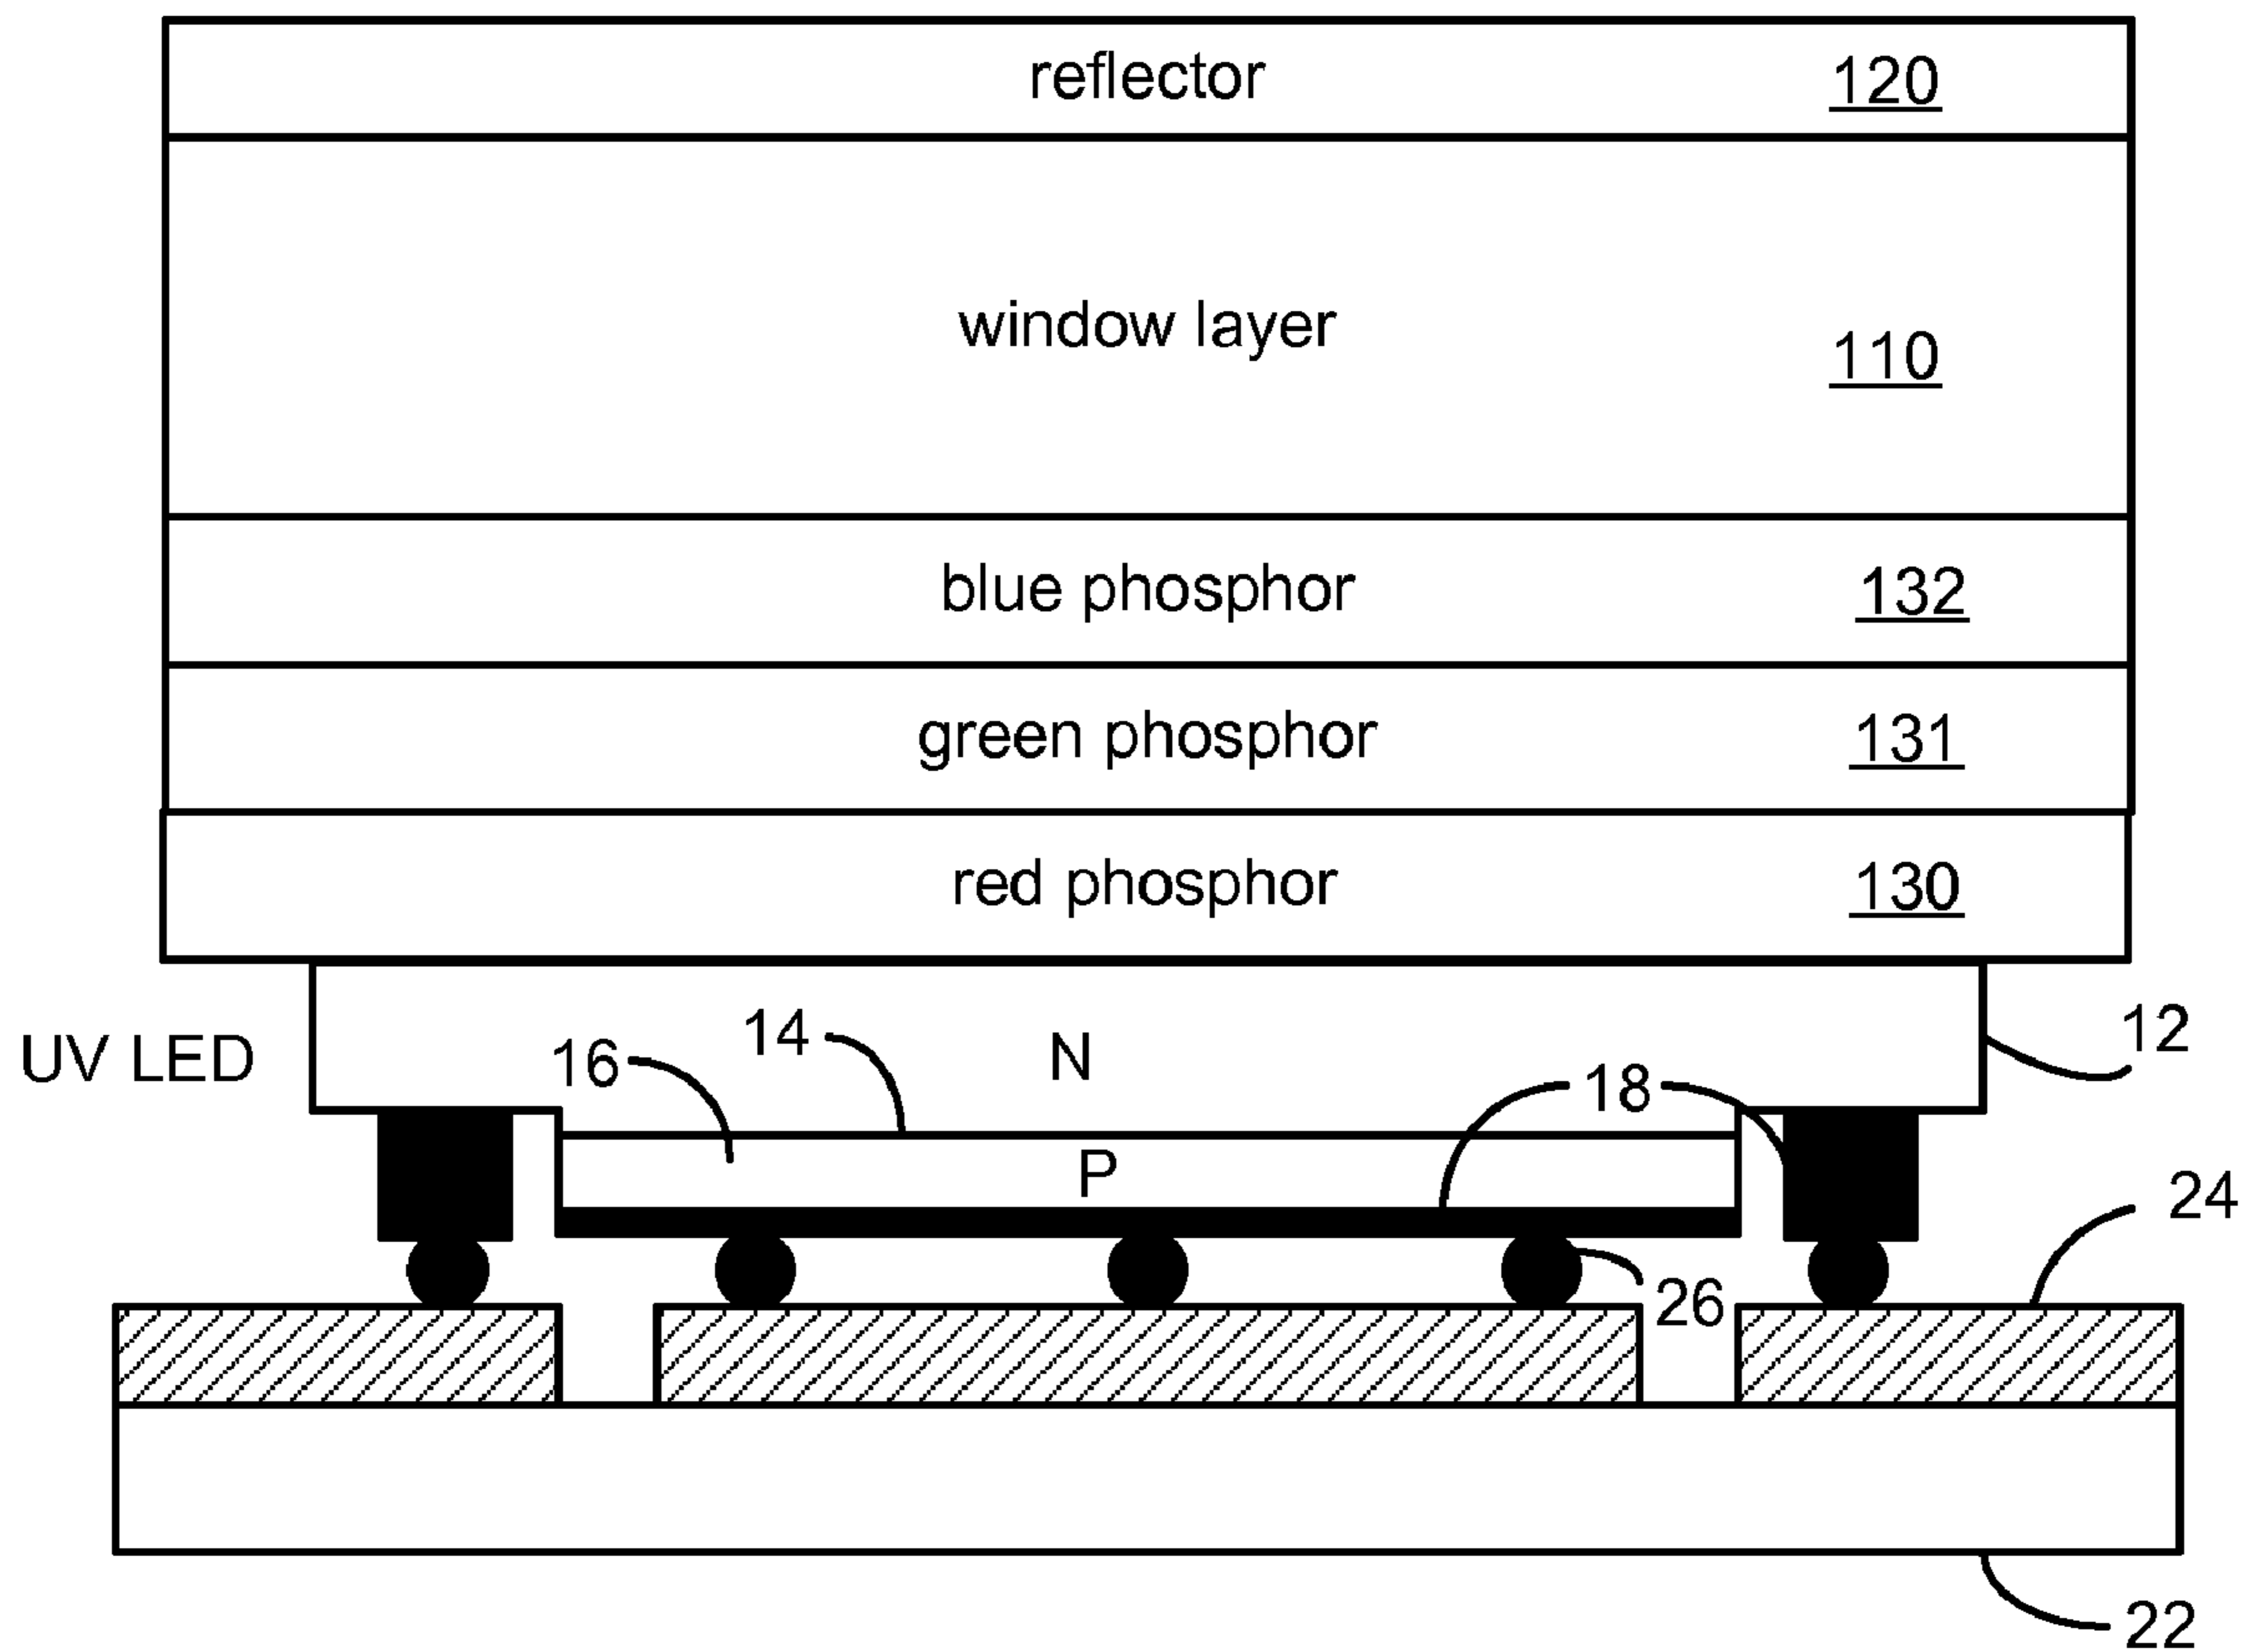 reflector 120
window layer 110
blue phosphor 132
green phosphor 131
red phosphor 130
UV LED 16 14 N 18 12
P
24
26
22